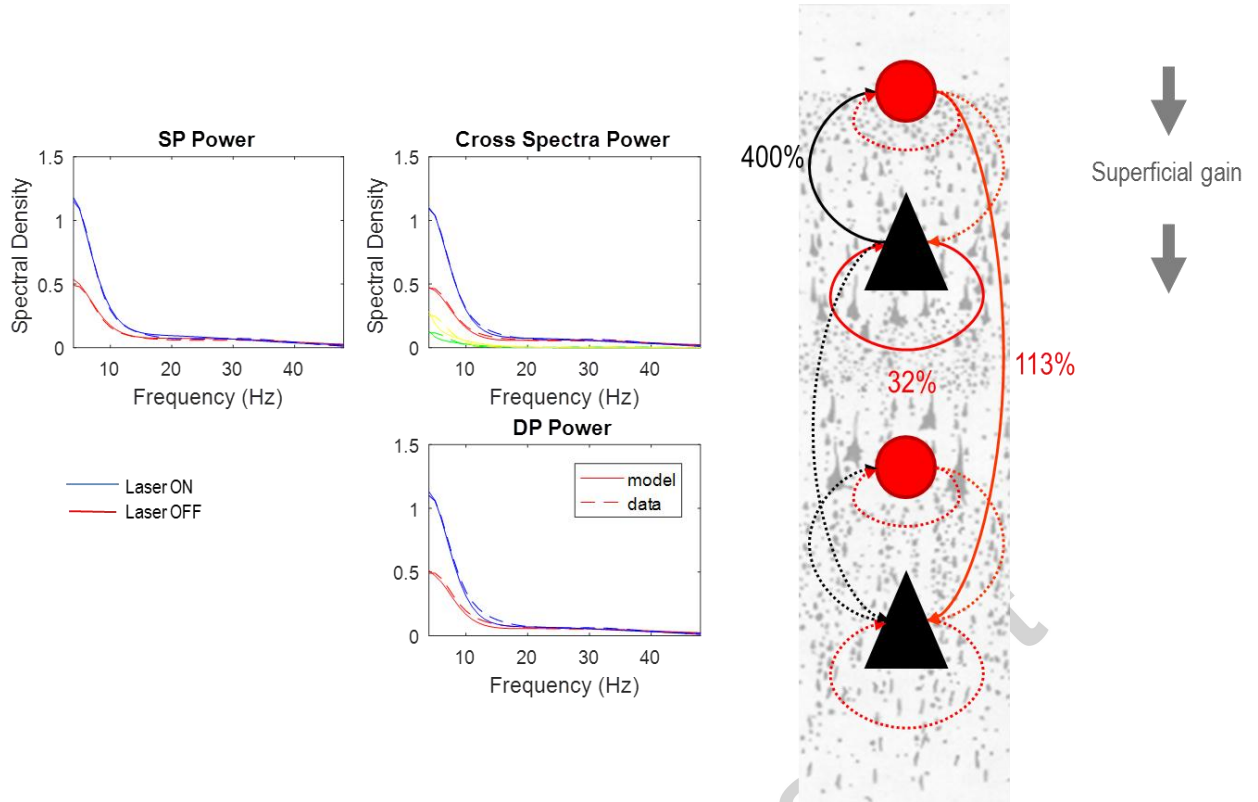 SP Power
1.5
1
0.5
0
Spectral Density
10 20 30 40
Frequency (Hz)
Cross Spectra Power
1.5
1
0.5
0
Spectral Density
10 20 30 40
Frequency (Hz)
DP Power
1.5
1
0.5
0
Spectral Density
10 20 30 40
Frequency (Hz)
model
data
Laser ON
Laser OFF
400%
32%
113%
Superficial gain